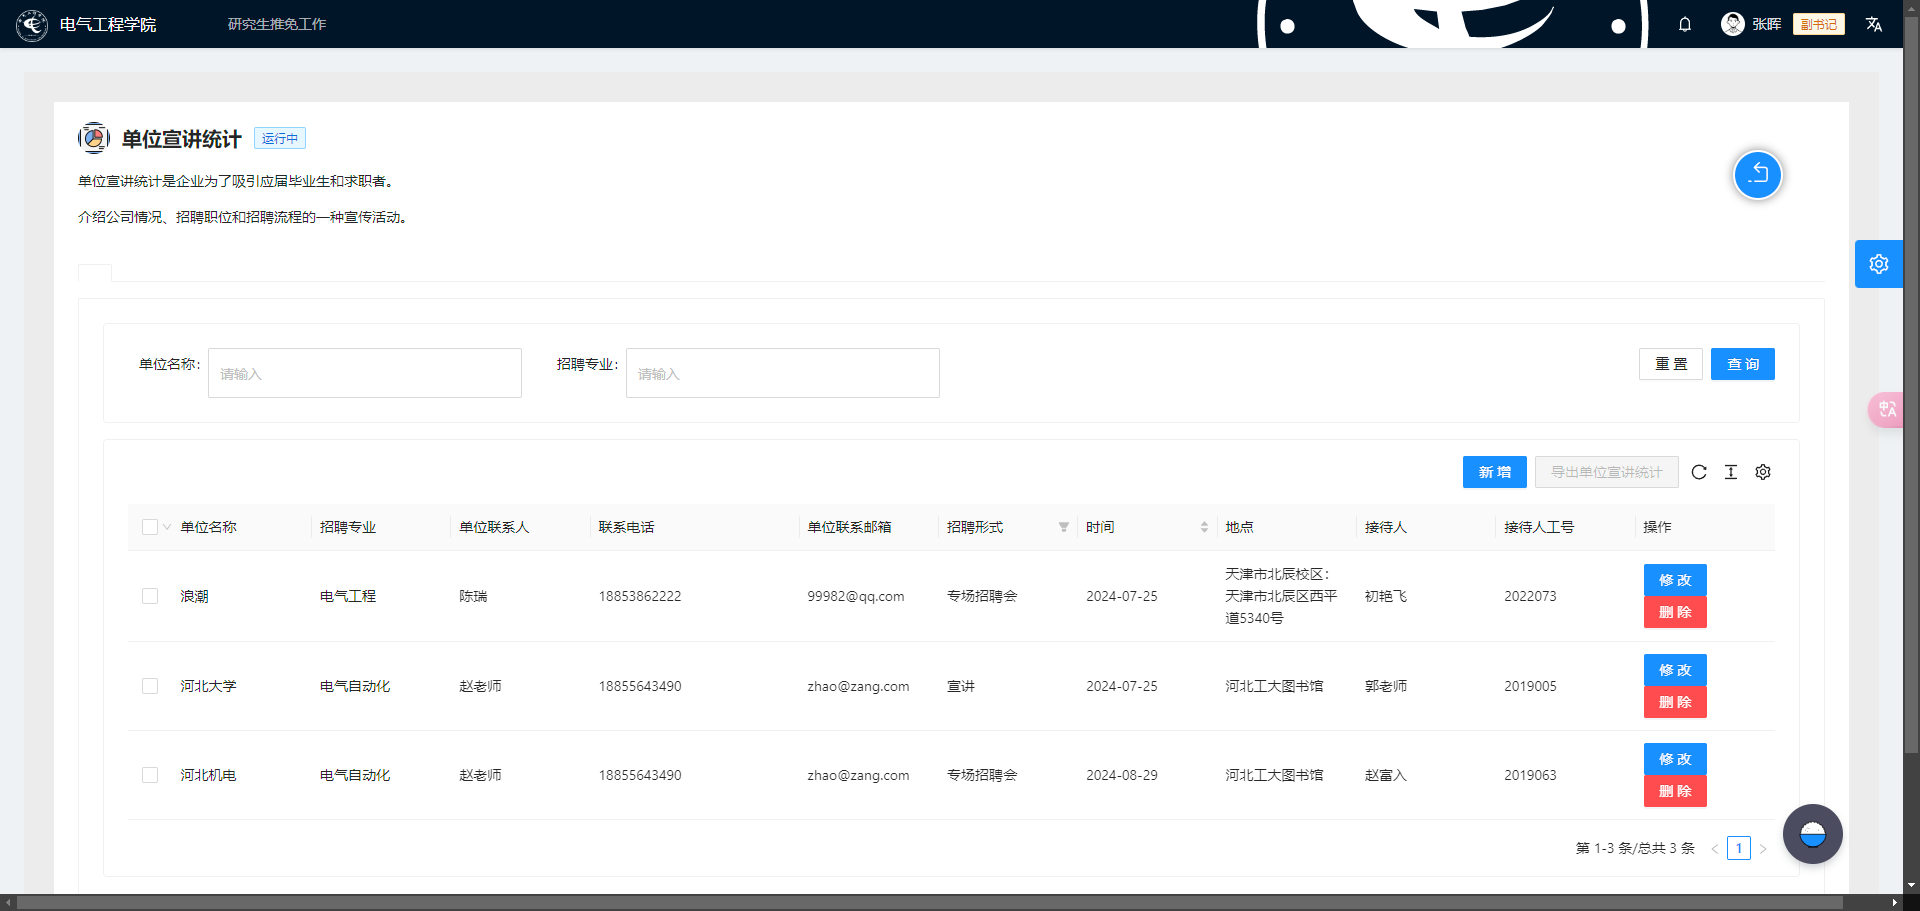 电气工程学院
研究生推免工作
张晖
副书记
单位宣讲统计
运行中
单位宣讲统计是企业为了吸引应届毕业生和求职者。
介绍公司情况、招聘职位和招聘流程的一种宣传活动。
单位名称：
请输入
招聘专业：
请输入
重 置
查 询
新 增
导出单位宣讲统计
单位名称 招聘专业 单位联系人 联系电话 单位联系邮箱 招聘形式 时间 地点 接待人 接待人工号 操作
浪潮 电气工程 陈瑞 18853862222 99982@qq.com 专场招聘会 2024-07-25
天津市北辰校区：
天津市北辰区西平
道5340号
初艳飞 2022073
修 改
删 除
河北大学 电气自动化 赵老师 18855643490 zhao@zang.com 宣讲 2024-07-25 河北工大图书馆 郭老师 2019005
修 改
删 除
河北机电 电气自动化 赵老师 18855643490 zhao@zang.com 专场招聘会 2024-08-29 河北工大图书馆 赵富入 2019063
修 改
删 除
第 1-3 条/总共 3 条
1